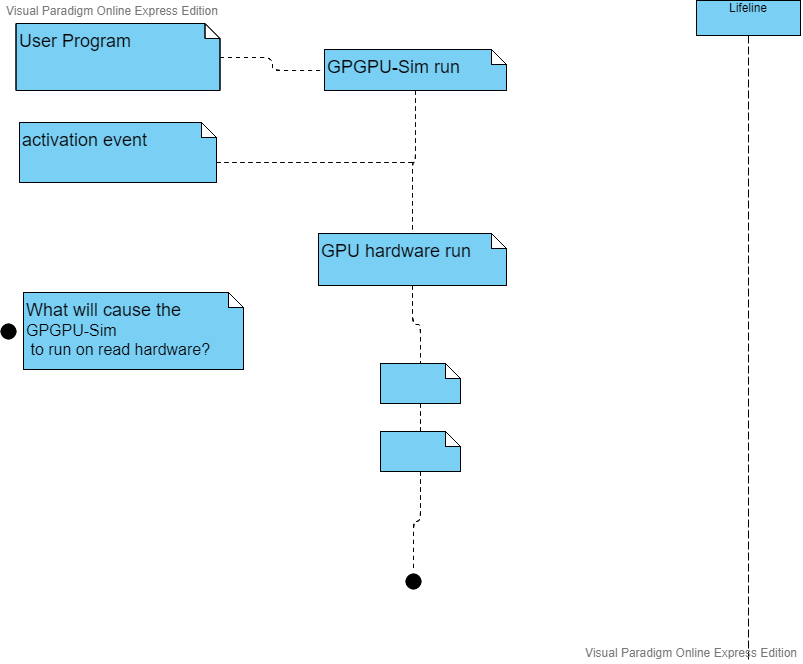 Visual Paradigm Online Express Edition
Lifeline
User Program
GPGPU-Sim run
activation event
GPU hardware run
What will cause the
GPGPU-Sim
to run on read hardware?
Visual Paradigm Online Express Edition